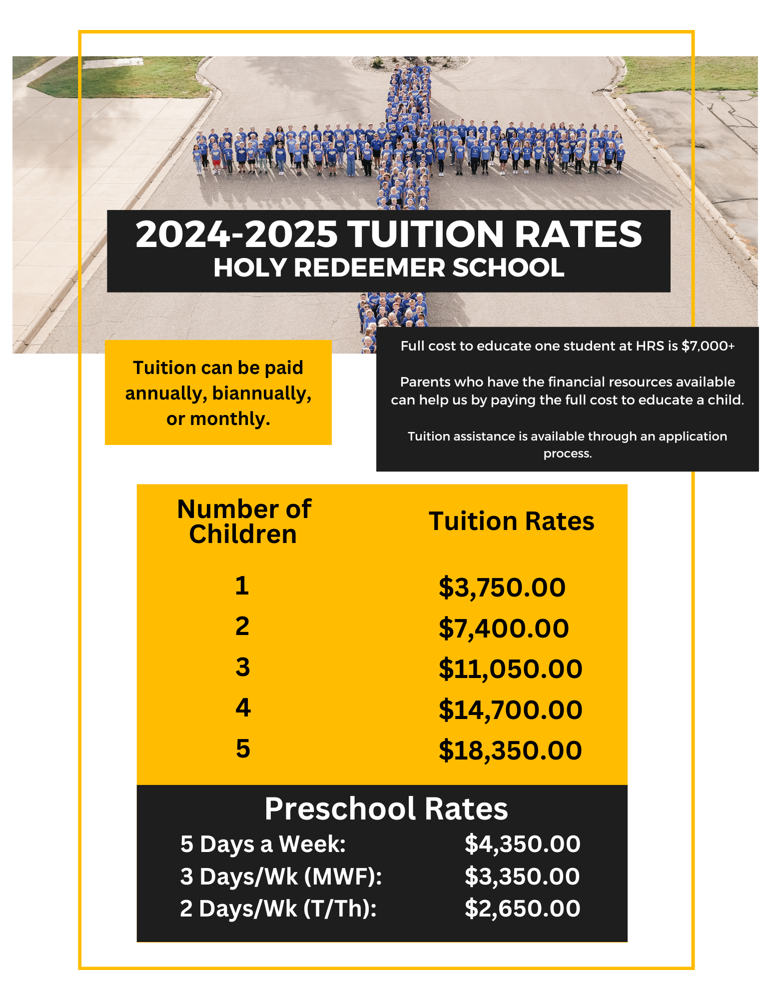 2024-2025 TUITION RATES
HOLY REDEEMER SCHOOL
Tuition can be paid
annually, biannually,
or monthly.
Full cost to educate one student at HRS is $7,000+
Parents who have the financial resources available
can help us by paying the full cost to educate a child.
Tuition assistance is available through an application
process.
Number of
Children
Tuition Rates
1 $3,750.00
2 $7,400.00
3 $11,050.00
4 $14,700.00
5 $18,350.00
Preschool Rates
5 Days a Week: $4,350.00
3 Days/Wk (MWF): $3,350.00
2 Days/Wk (T/Th): $2,650.00